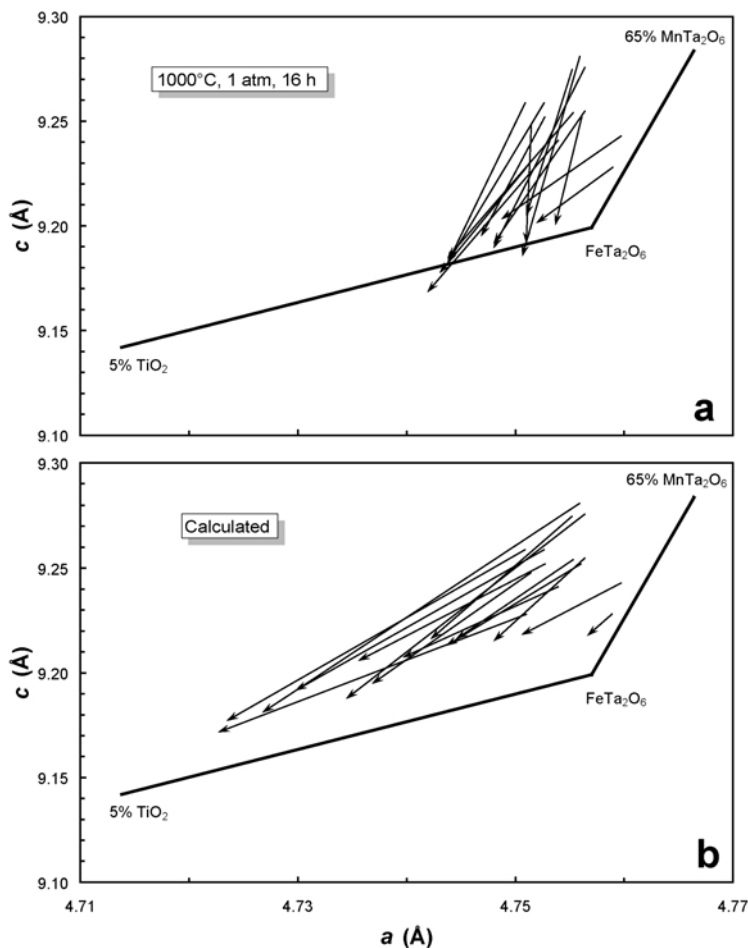 9.30
65% MnTa₂O₆
1000°C, 1 atm, 16 h
9.25
c (Å)
9.20
FeTa₂O₆
9.15
5% TiO₂
a
9.10
9.30
65% MnTa₂O₆
Calculated
9.25
c (Å)
9.20
FeTa₂O₆
9.15
5% TiO₂
b
9.10
4.71 4.73 4.75 4.77
a (Å)